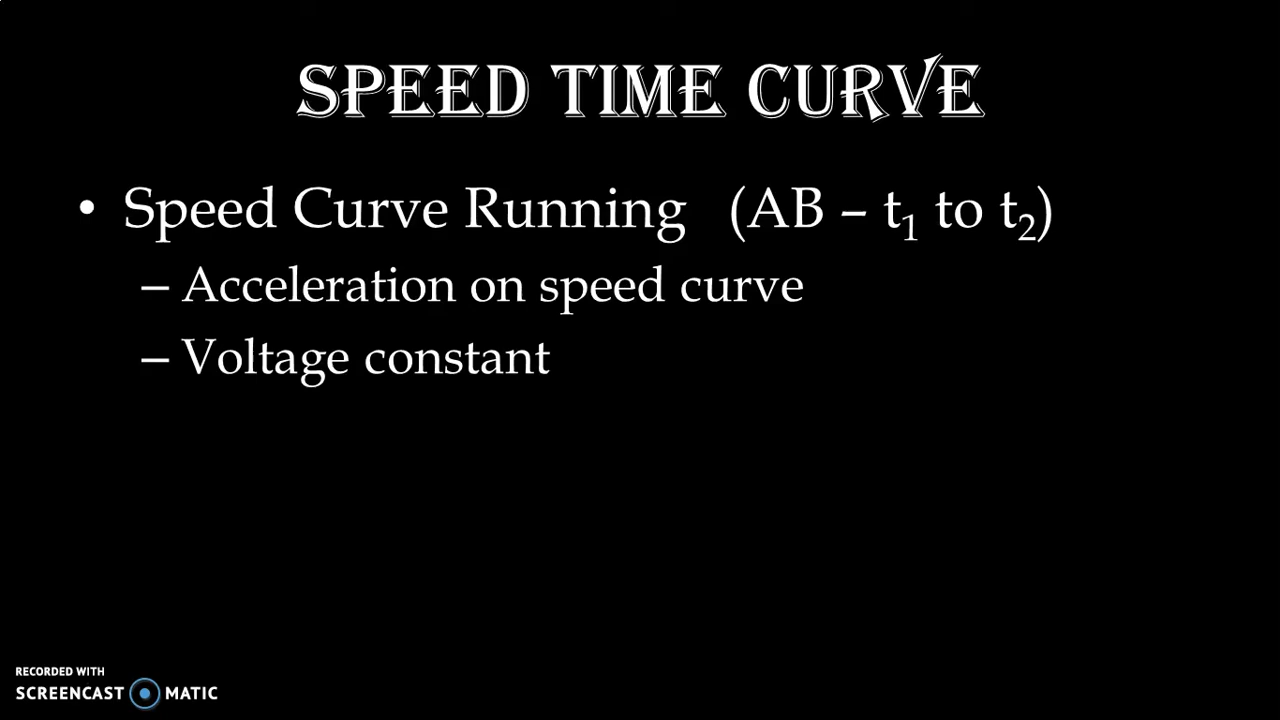 SPEED TIME CURVE
• Speed Curve Running (AB – t₁ to t₂)
– Acceleration on speed curve
– Voltage constant
RECORDED WITH
SCREENCAST MATIC